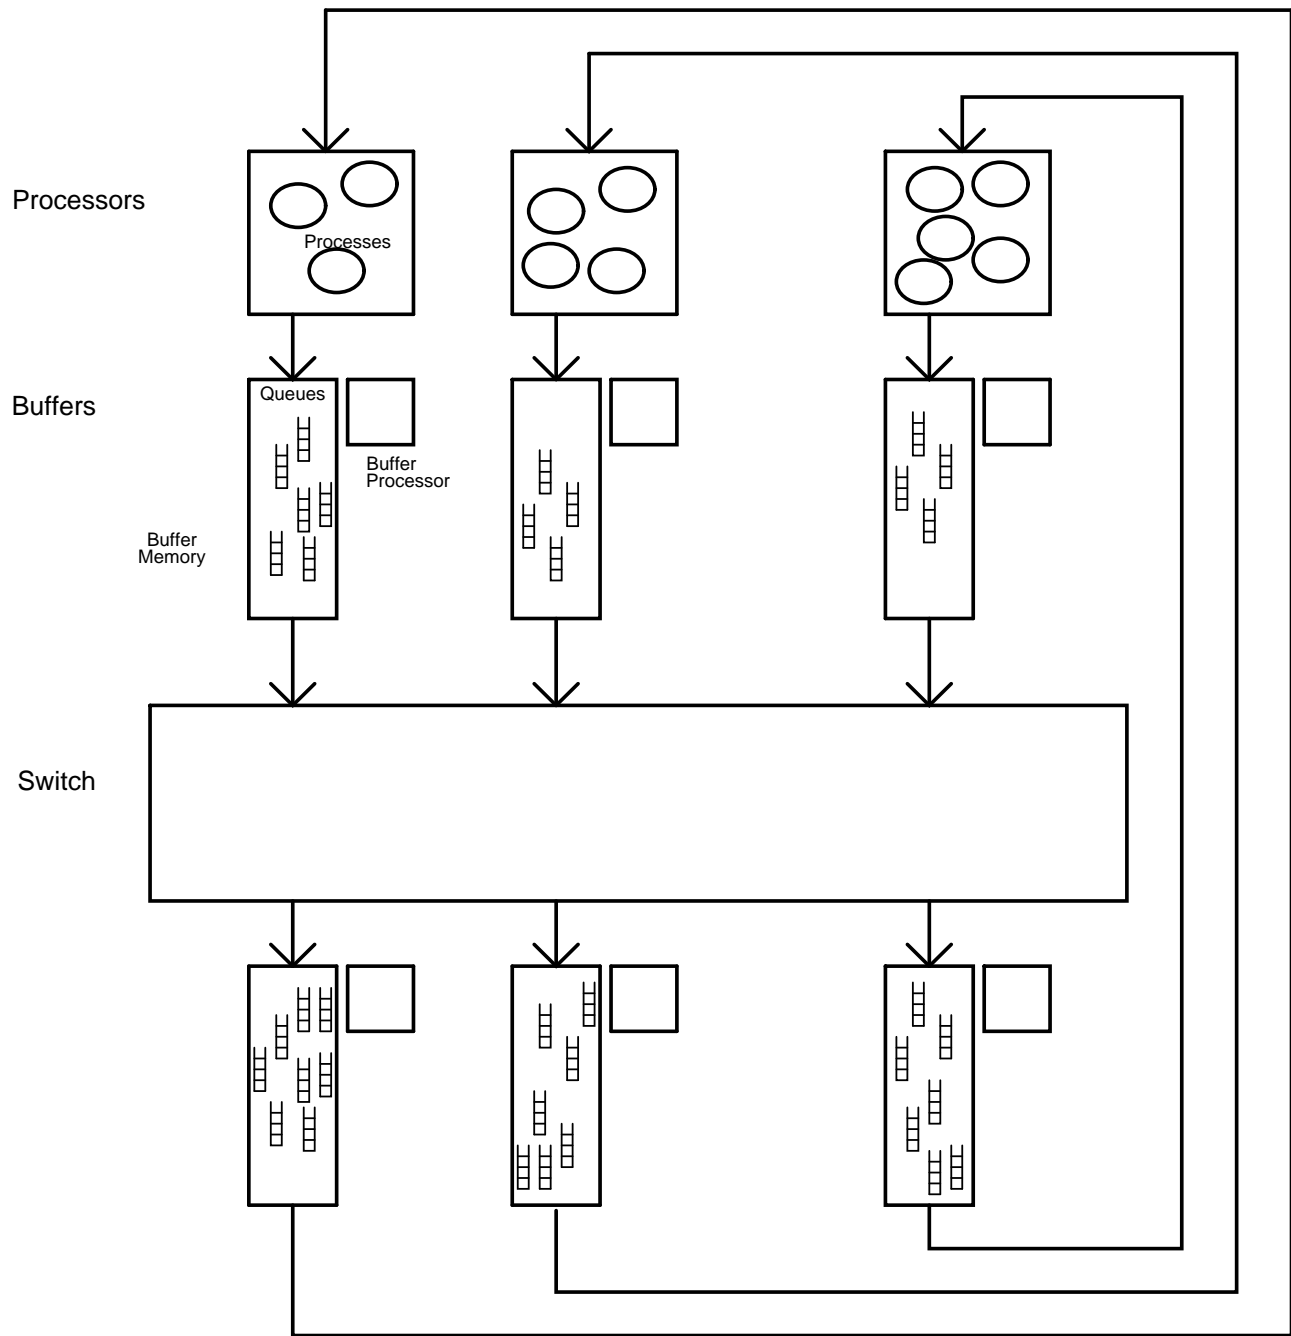 Processors
Processes
Buffers
Queues
Buffer
Processor
Buffer
Memory
Switch